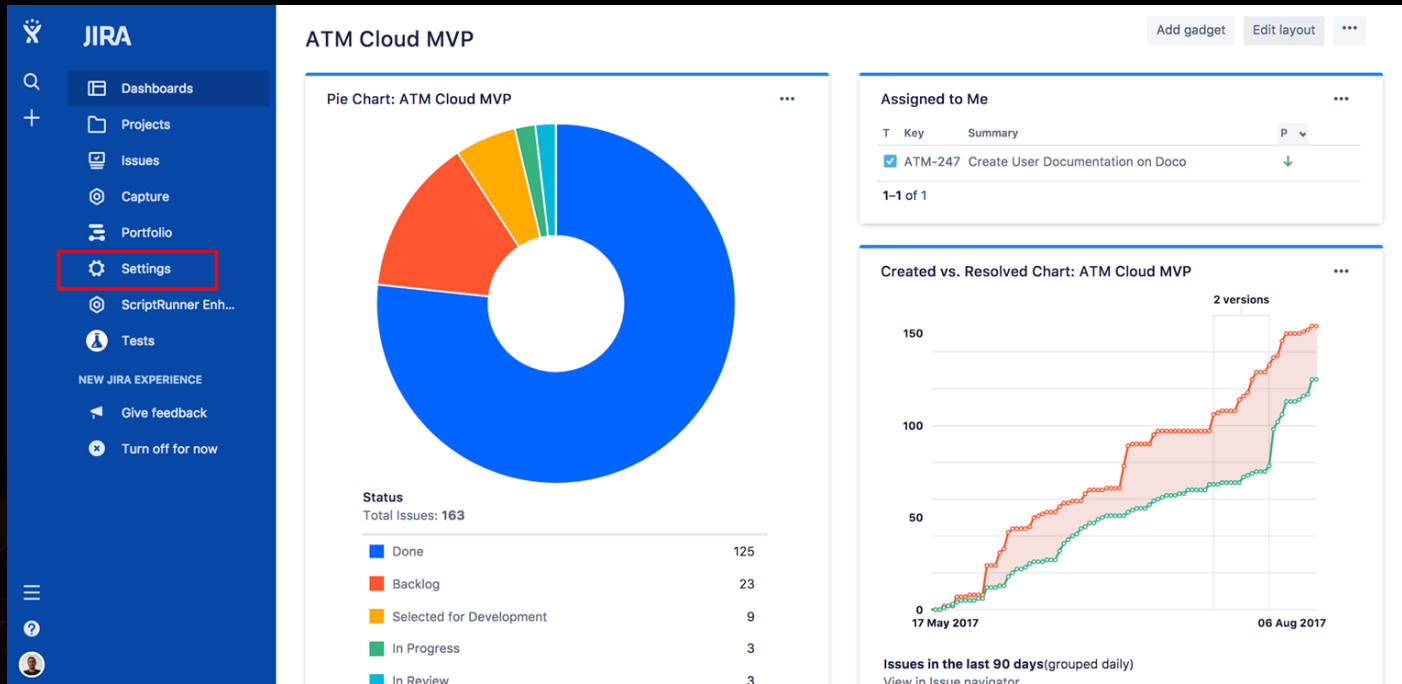 JIRA
Dashboards
Projects
Issues
Capture
Portfolio
Settings
ScriptRunner Enh...
Tests
NEW JIRA EXPERIENCE
Give feedback
Turn off for now
ATM Cloud MVP
Add gadget
Edit layout
Pie Chart: ATM Cloud MVP
Status
Total Issues: 163
Done 125
Backlog 23
Selected for Development 9
In Progress 3
In Review 3
Assigned to Me
T Key Summary P
ATM-247 Create User Documentation on Doco
1–1 of 1
Created vs. Resolved Chart: ATM Cloud MVP
2 versions
150
100
50
0
17 May 2017 06 Aug 2017
Issues in the last 90 days(grouped daily)
View in Issue navigator